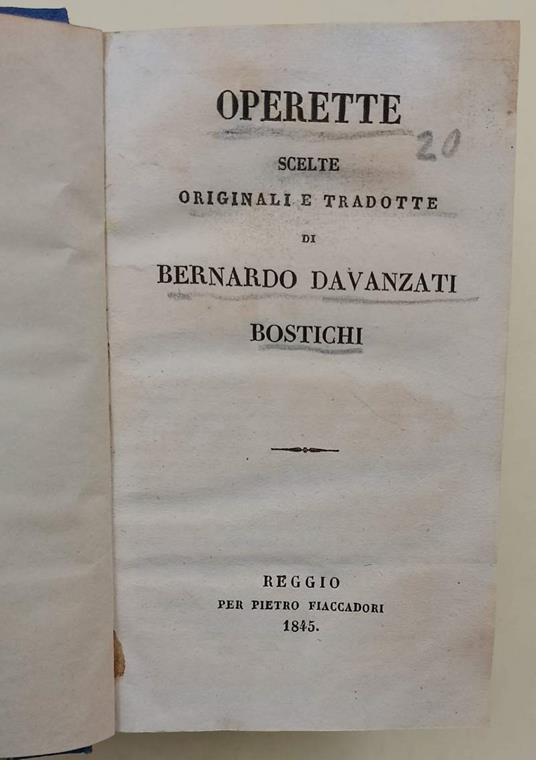 OPERETTE
20
SCELTE
ORIGINALI E TRADOTTE
DI
BERNARDO DAVANZATI
BOSTICHI
REGGIO
PER PIETRO FIACCADORI
1845.